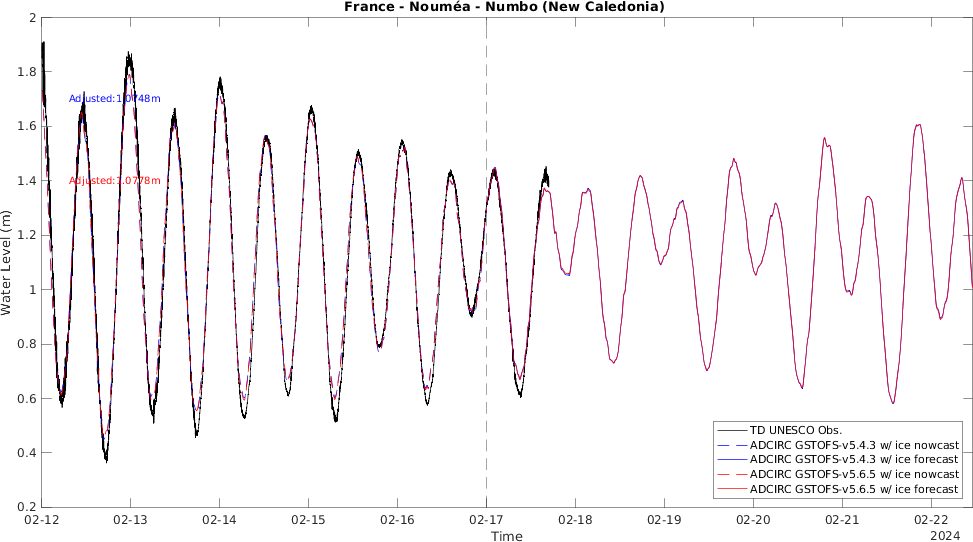 France - Nouméa - Numbo (New Caledonia)
2
1.8
1.6
1.4
1.2
1
0.8
0.6
0.4
0.2
Water Level (m)
Adjusted:1.0748m
Adjusted:1.0778m
TD UNESCO Obs.
ADCIRC GSTOFS-v5.4.3 w/ ice nowcast
ADCIRC GSTOFS-v5.4.3 w/ ice forecast
ADCIRC GSTOFS-v5.6.5 w/ ice nowcast
ADCIRC GSTOFS-v5.6.5 w/ ice forecast
02-12 02-13 02-14 02-15 02-16 02-17 02-18 02-19 02-20 02-21 02-22
Time
2024